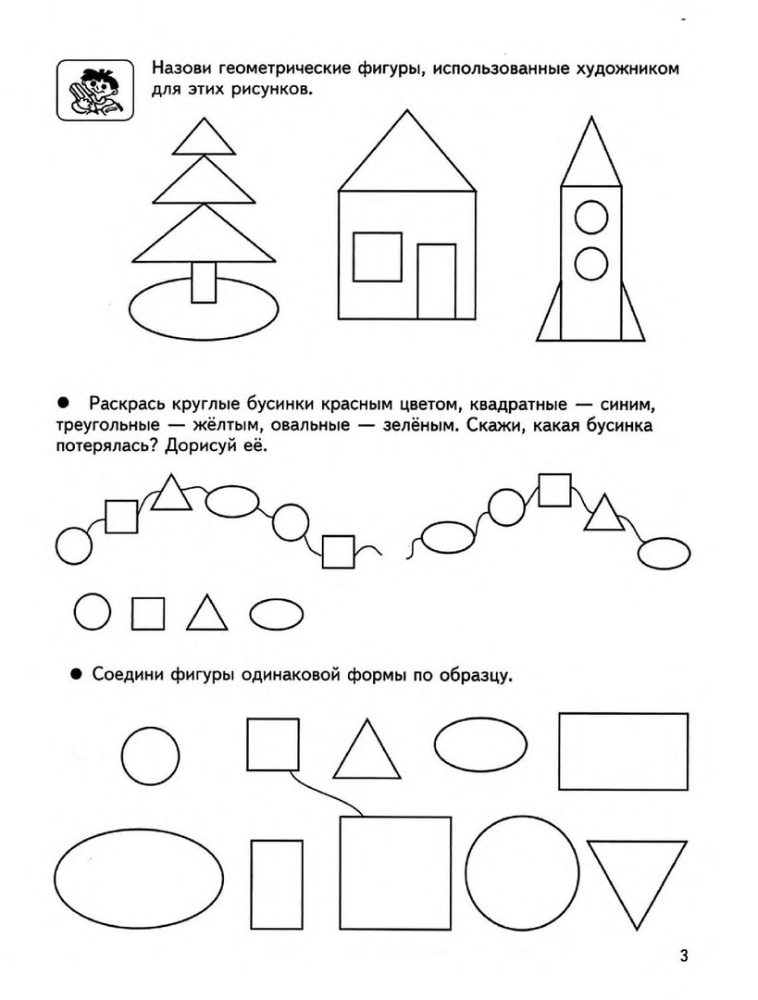 Назови геометрические фигуры, использованные художником
для этих рисунков.
● Раскрась круглые бусинки красным цветом, квадратные — синим,
треугольные — жёлтым, овальные — зелёным. Скажи, какая бусинка
потерялась? Дорисуй её.
● Соедини фигуры одинаковой формы по образцу.
3